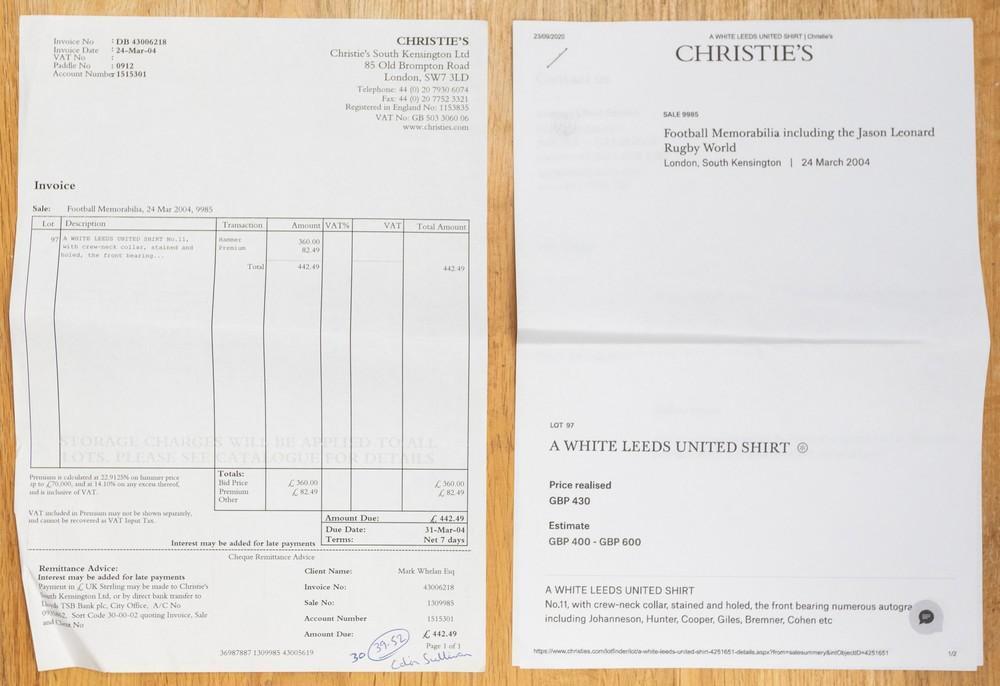 Invoice No : DB 43006218
Invoice Date : 24-Mar-04
VAT No :
Paddle No : 0912
Account Number 1515301
CHRISTIE'S
Christie's South Kensington Ltd
85 Old Brompton Road
London, SW7 3LD
Telephone: 44 (0) 20 7930 6074
Fax: 44 (0) 20 7752 3321
Registered in England No: 1153835
VAT No: GB 503 3060 06
www.christies.com
Invoice
Sale: Football Memorabilia, 24 Mar 2004, 9985
Lot Description Transaction Amount VAT% VAT Total Amount
97 A WHITE LEEDS UNITED SHIRT No.11, Hammer 360.00
with crew-neck collar, stained and Premium 82.49
holed, the front bearing...
Total 442.49 442.49
STORAGE CHARGES WILL BE APPLIED TO ALL
LOTS. PLEASE SEE CATALOGUE FOR DETAILS
Premium is calculated at 22.9125% on hammer price
up to £70,000, and at 14.10% on any excess thereof,
and is inclusive of VAT.
Totals:
Bid Price £ 360.00 £ 360.00
Premium £ 82.49 £ 82.49
Other
VAT included in Premium may not be shown separately,
and cannot be recovered as VAT Input Tax.
Amount Due: £ 442.49
Due Date: 31-Mar-04
Terms: Net 7 days
Interest may be added for late payments
Cheque Remittance Advice
Remittance Advice:
Interest may be added for late payments
Payment in £ UK Sterling may be made to Christie's
South Kensington Ltd, or by direct bank transfer to
TSB Bank plc, City Office, A/C No
Sort Code 30-00-02 quoting Invoice, Sale
and Client No
Client Name: Mark Whelan Esq
Invoice No: 43006218
Sale No: 1309985
Account Number 1515301
Amount Due: £ 442.49
Page 1 of 1
36987887 1309985 43005619
30 39.52
Colin Sullivan
23/09/2020
A WHITE LEEDS UNITED SHIRT | Christie's
CHRISTIE'S
SALE 9985
Football Memorabilia including the Jason Leonard
Rugby World
London, South Kensington | 24 March 2004
LOT 97
A WHITE LEEDS UNITED SHIRT
Price realised
GBP 430
Estimate
GBP 400 - GBP 600
A WHITE LEEDS UNITED SHIRT
No.11, with crew-neck collar, stained and holed, the front bearing numerous autogra
including Johanneson, Hunter, Cooper, Giles, Bremner, Cohen etc
https://www.christies.com/lotfinder/lot/a-white-leeds-united-shirt-4251651-details.aspx?from=salesummery&intObjectID=4251651
1/2